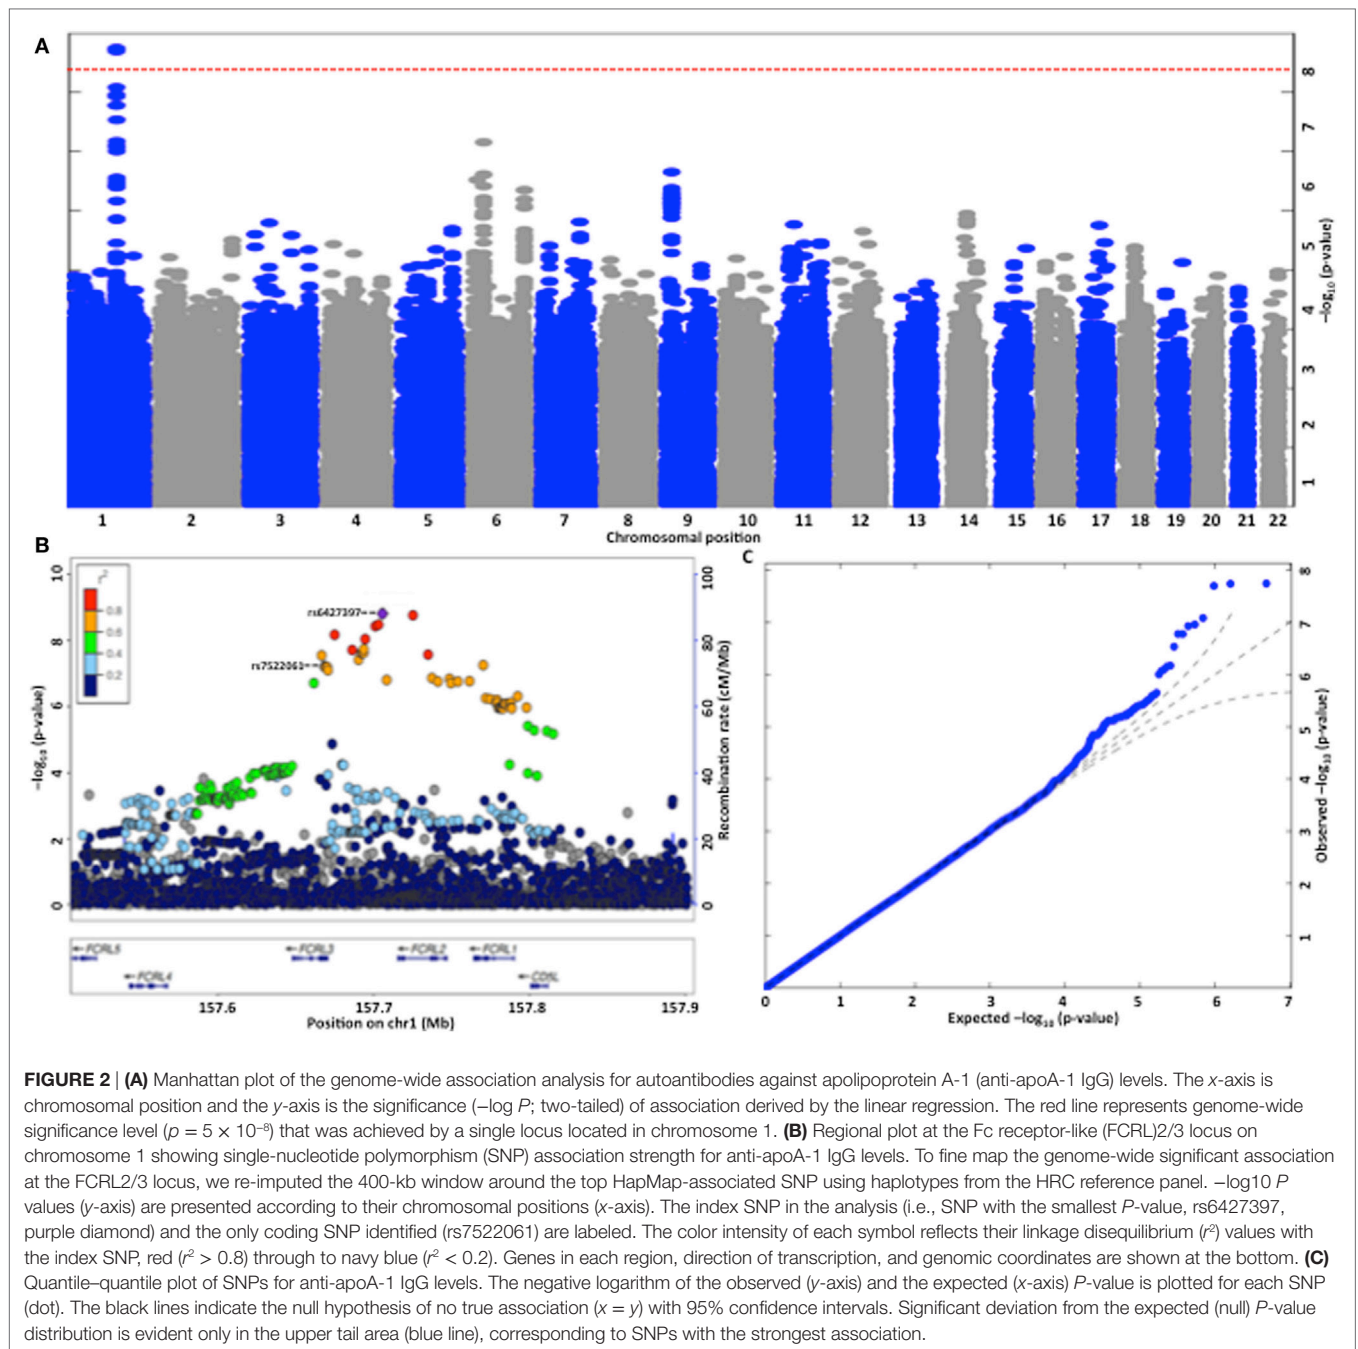 A
8
7
6
5
4
3
2
1
−log10 (p-value)
1 2 3 4 5 6 7 8 9 10 11 12 13 14 15 16 17 18 19 20 21 22
Chromosomal position
B
r²
0.8
0.6
0.4
0.2
10
8
6
4
2
0
−log10 (p-value)
rs6427397
rs7522061
100
80
60
40
20
0
Recombination rate (cM/Mb)
FCRL5
FCRL3
FCRL2
FCRL1
FCRL4
CD5L
157.6 157.7 157.8 157.9
Position on chr1 (Mb)
C
8
7
6
5
4
3
2
1
Observed −log10 (p-value)
0 1 2 3 4 5 6 7
Expected −log10 (p-value)
FIGURE 2 | (A) Manhattan plot of the genome-wide association analysis for autoantibodies against apolipoprotein A-1 (anti-apoA-1 IgG) levels. The x-axis is
chromosomal position and the y-axis is the significance (−log P; two-tailed) of association derived by the linear regression. The red line represents genome-wide
significance level (p = 5 × 10⁻⁸) that was achieved by a single locus located in chromosome 1. (B) Regional plot at the Fc receptor-like (FCRL)2/3 locus on
chromosome 1 showing single-nucleotide polymorphism (SNP) association strength for anti-apoA-1 IgG levels. To fine map the genome-wide significant association
at the FCRL2/3 locus, we re-imputed the 400-kb window around the top HapMap-associated SNP using haplotypes from the HRC reference panel. −log10 P
values (y-axis) are presented according to their chromosomal positions (x-axis). The index SNP in the analysis (i.e., SNP with the smallest P-value, rs6427397,
purple diamond) and the only coding SNP identified (rs7522061) are labeled. The color intensity of each symbol reflects their linkage disequilibrium (r²) values with
the index SNP, red (r² > 0.8) through to navy blue (r² < 0.2). Genes in each region, direction of transcription, and genomic coordinates are shown at the bottom. (C)
Quantile–quantile plot of SNPs for anti-apoA-1 IgG levels. The negative logarithm of the observed (y-axis) and the expected (x-axis) P-value is plotted for each SNP
(dot). The black lines indicate the null hypothesis of no true association (x = y) with 95% confidence intervals. Significant deviation from the expected (null) P-value
distribution is evident only in the upper tail area (blue line), corresponding to SNPs with the strongest association.